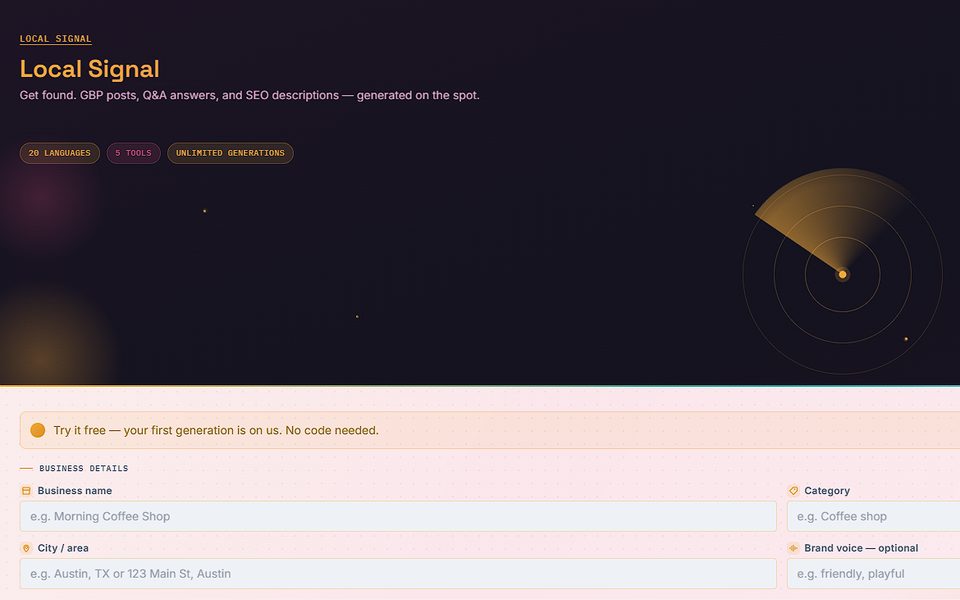 LOCAL SIGNAL
Local Signal
Get found. GBP posts, Q&A answers, and SEO descriptions — generated on the spot.
20 LANGUAGES
5 TOOLS
UNLIMITED GENERATIONS
Try it free — your first generation is on us. No code needed.
BUSINESS DETAILS
Business name
e.g. Morning Coffee Shop
Category
e.g. Coffee shop
City / area
e.g. Austin, TX or 123 Main St, Austin
Brand voice — optional
e.g. friendly, playful